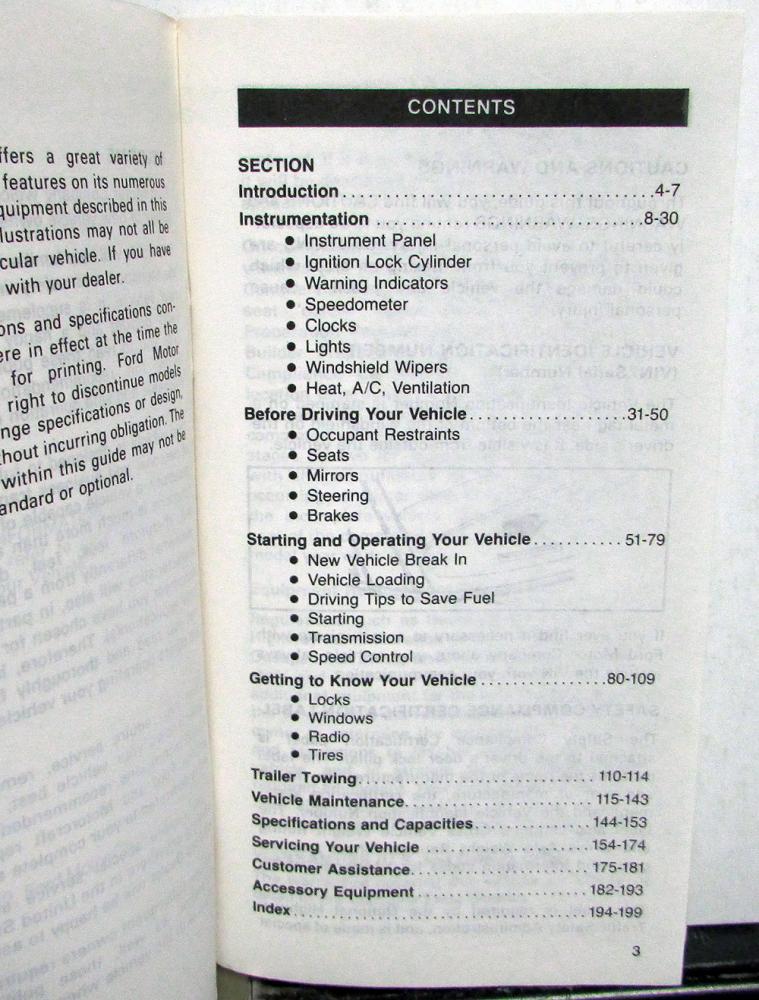 ffers a great variety of
features on its numerous
quipment described in this
lustrations may not all be
cular vehicle. If you have
with your dealer.
ons and specifications con-
ere in effect at the time the
for printing. Ford Motor
right to discontinue models
nge specifications or design,
thout incurring obligation. The
within this guide may not be
andard or optional.
CONTENTS
SECTION
Introduction 4-7
Instrumentation 8-30
● Instrument Panel
● Ignition Lock Cylinder
● Warning Indicators
● Speedometer
● Clocks
● Lights
● Windshield Wipers
● Heat, A/C, Ventilation
Before Driving Your Vehicle 31-50
● Occupant Restraints
● Seats
● Mirrors
● Steering
● Brakes
Starting and Operating Your Vehicle 51-79
● New Vehicle Break In
● Vehicle Loading
● Driving Tips to Save Fuel
● Starting
● Transmission
● Speed Control
Getting to Know Your Vehicle 80-109
● Locks
● Windows
● Radio
● Tires
Trailer Towing 110-114
Vehicle Maintenance 115-143
Specifications and Capacities 144-153
Servicing Your Vehicle 154-174
Customer Assistance 175-181
Accessory Equipment 182-193
Index 194-199
3